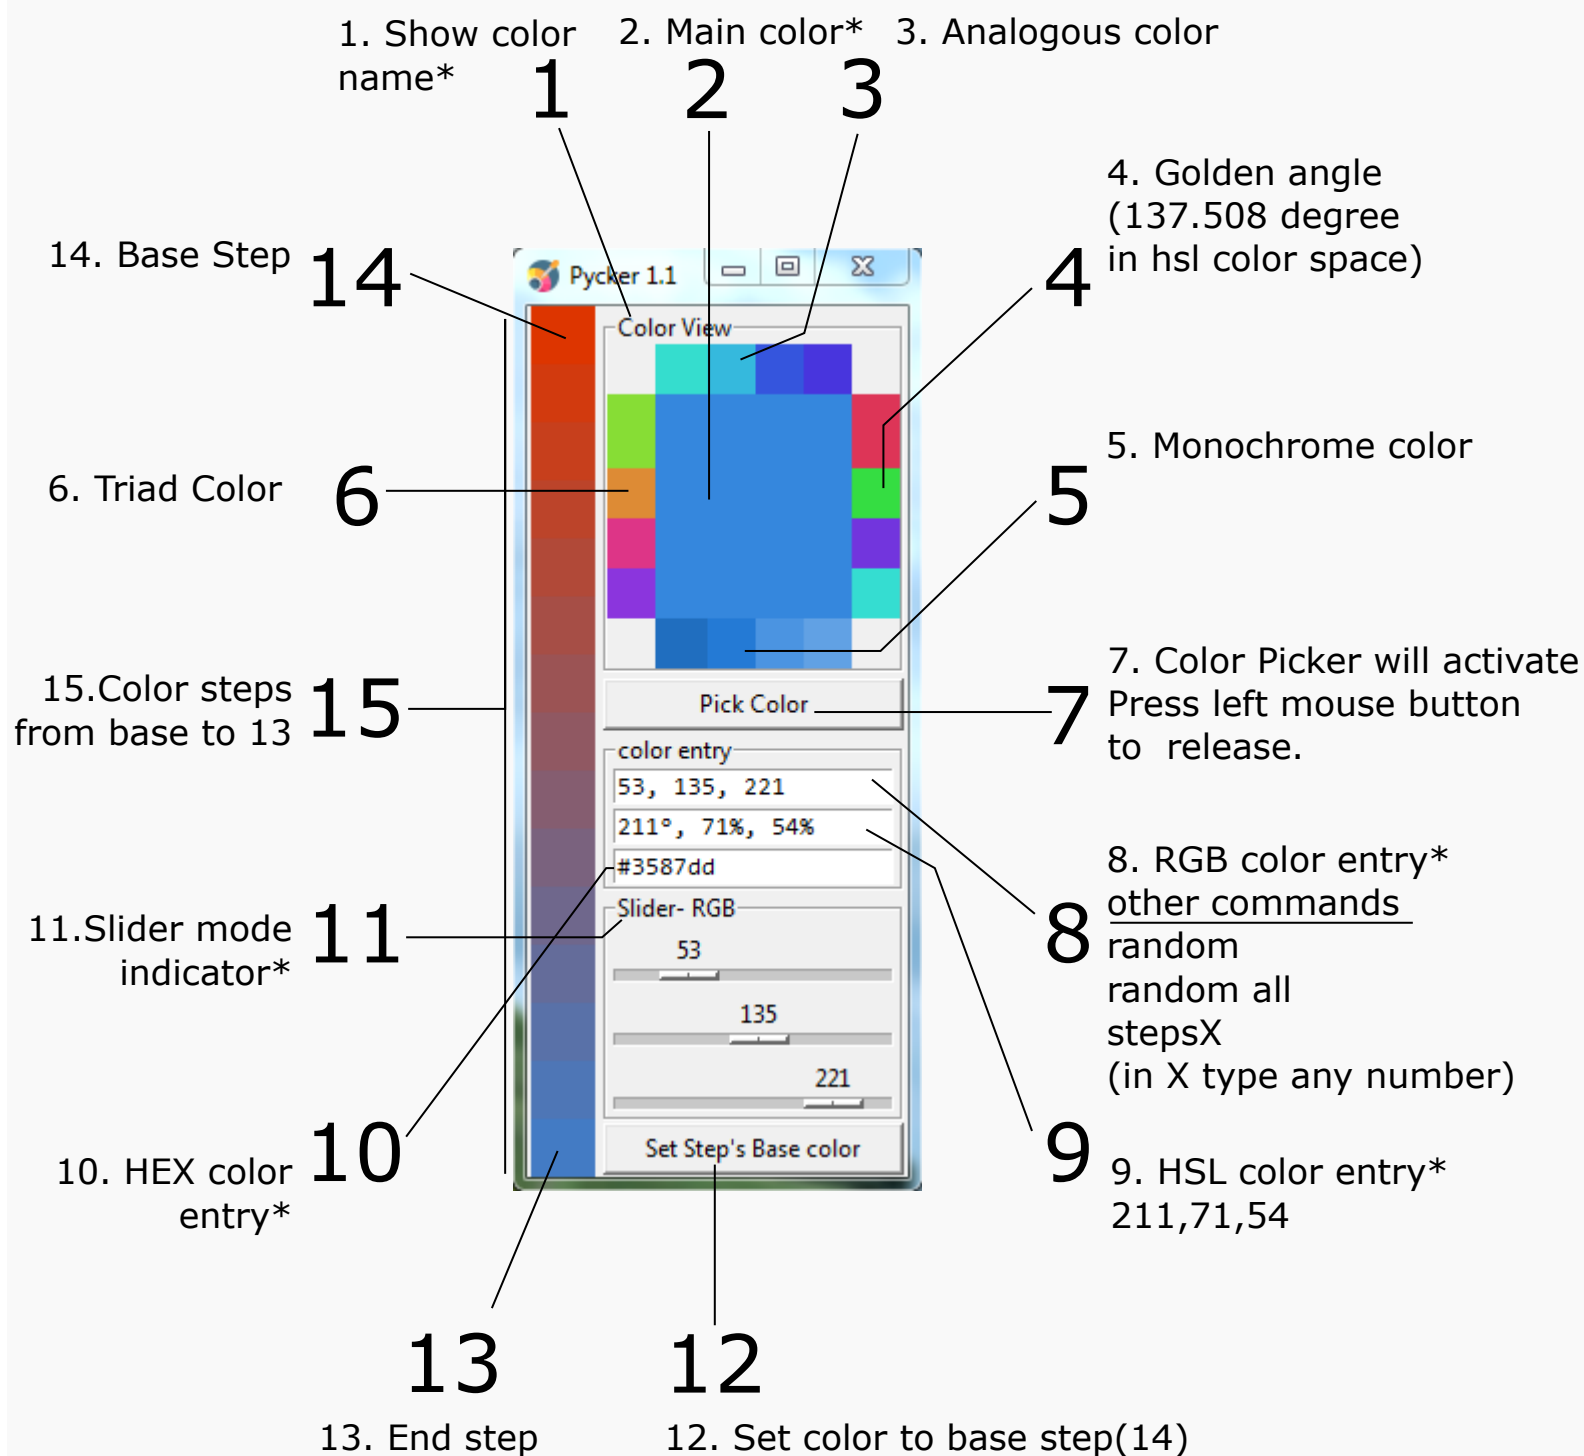 1. Show color
name*
1
2. Main color*
2
3. Analogous color
3
4. Golden angle
(137.508 degree
in hsl color space)
4
14. Base Step
14
Pycker 1.1
Color View
5. Monochrome color
5
6. Triad Color
6
7. Color Picker will activate
Press left mouse button
to  release.
7
15.Color steps
from base to 13
15
Pick Color
color entry
53, 135, 221
211°, 71%, 54%
#3587dd
8. RGB color entry*
other commands
random
random all
stepsX
(in X type any number)
8
11.Slider mode
indicator*
11
Slider- RGB
53
135
221
Set Step's Base color
10. HEX color
entry*
10
9
9. HSL color entry*
211,71,54
13
13. End step
12
12. Set color to base step(14)